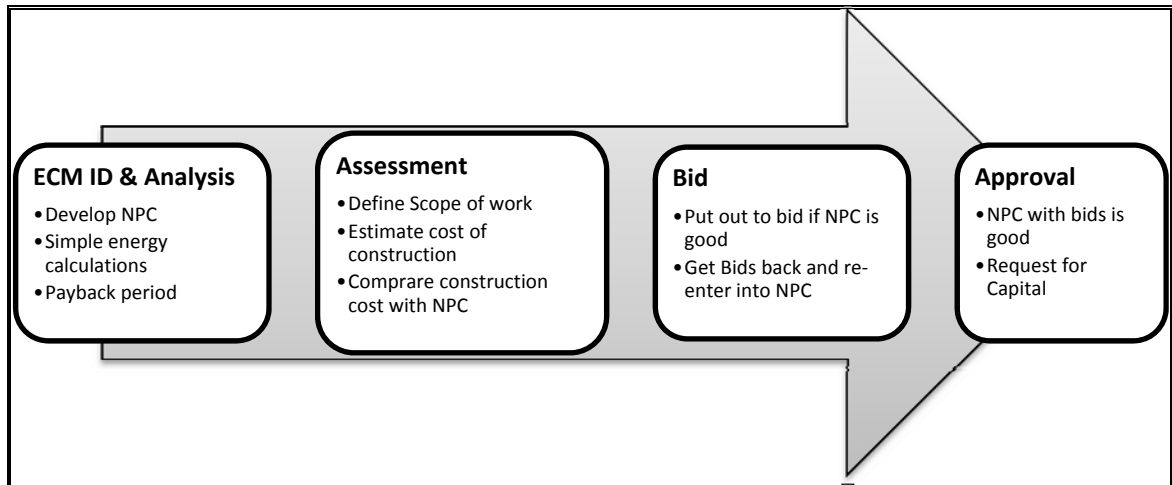 ECM ID & Analysis
•Develop NPC
•Simple energy
calculations
•Payback period
Assessment
•Define Scope of work
•Estimate cost of
construction
•Comprare construction
cost with NPC
Bid
•Put out to bid if NPC is
good
•Get Bids back and re-
enter into NPC
Approval
•NPC with bids is
good
•Request for
Capital